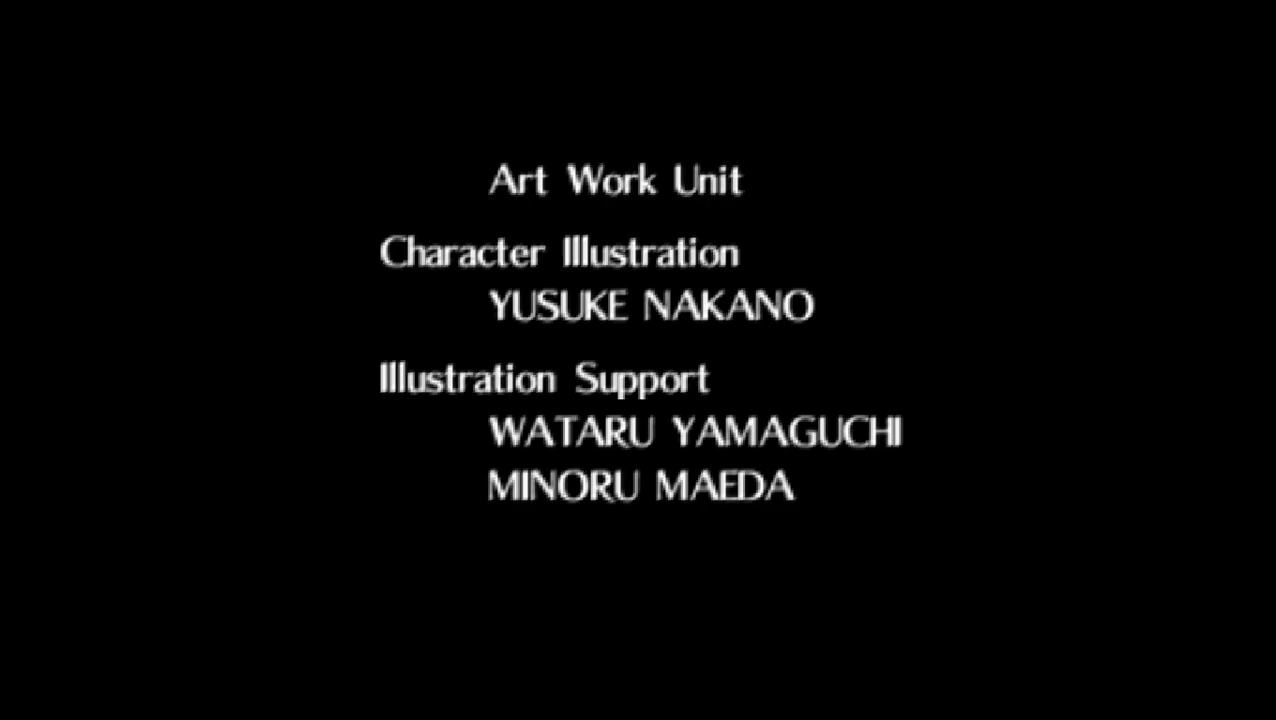 Art Work Unit
Character Illustration
YUSUKE NAKANO
Illustration Support
WATARU YAMAGUCHI
MINORU MAEDA